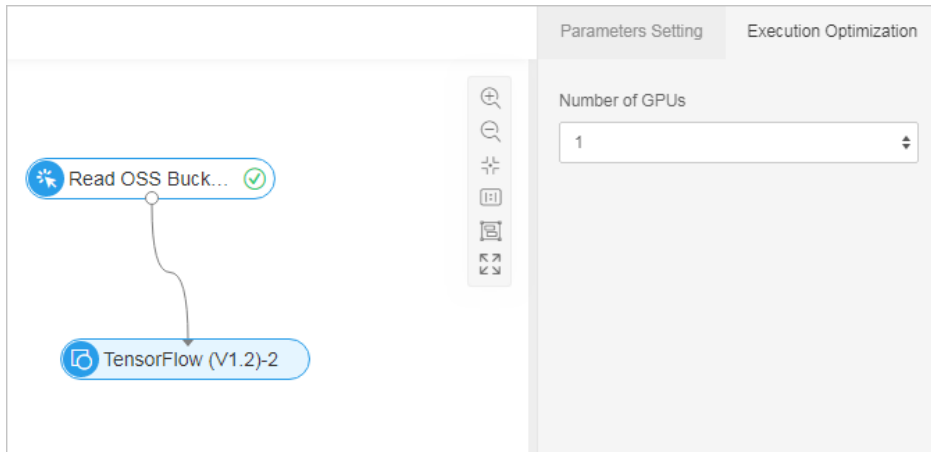 Parameters Setting
Execution Optimization
Number of GPUs
1
Read OSS Buck...
TensorFlow (V1.2)-2